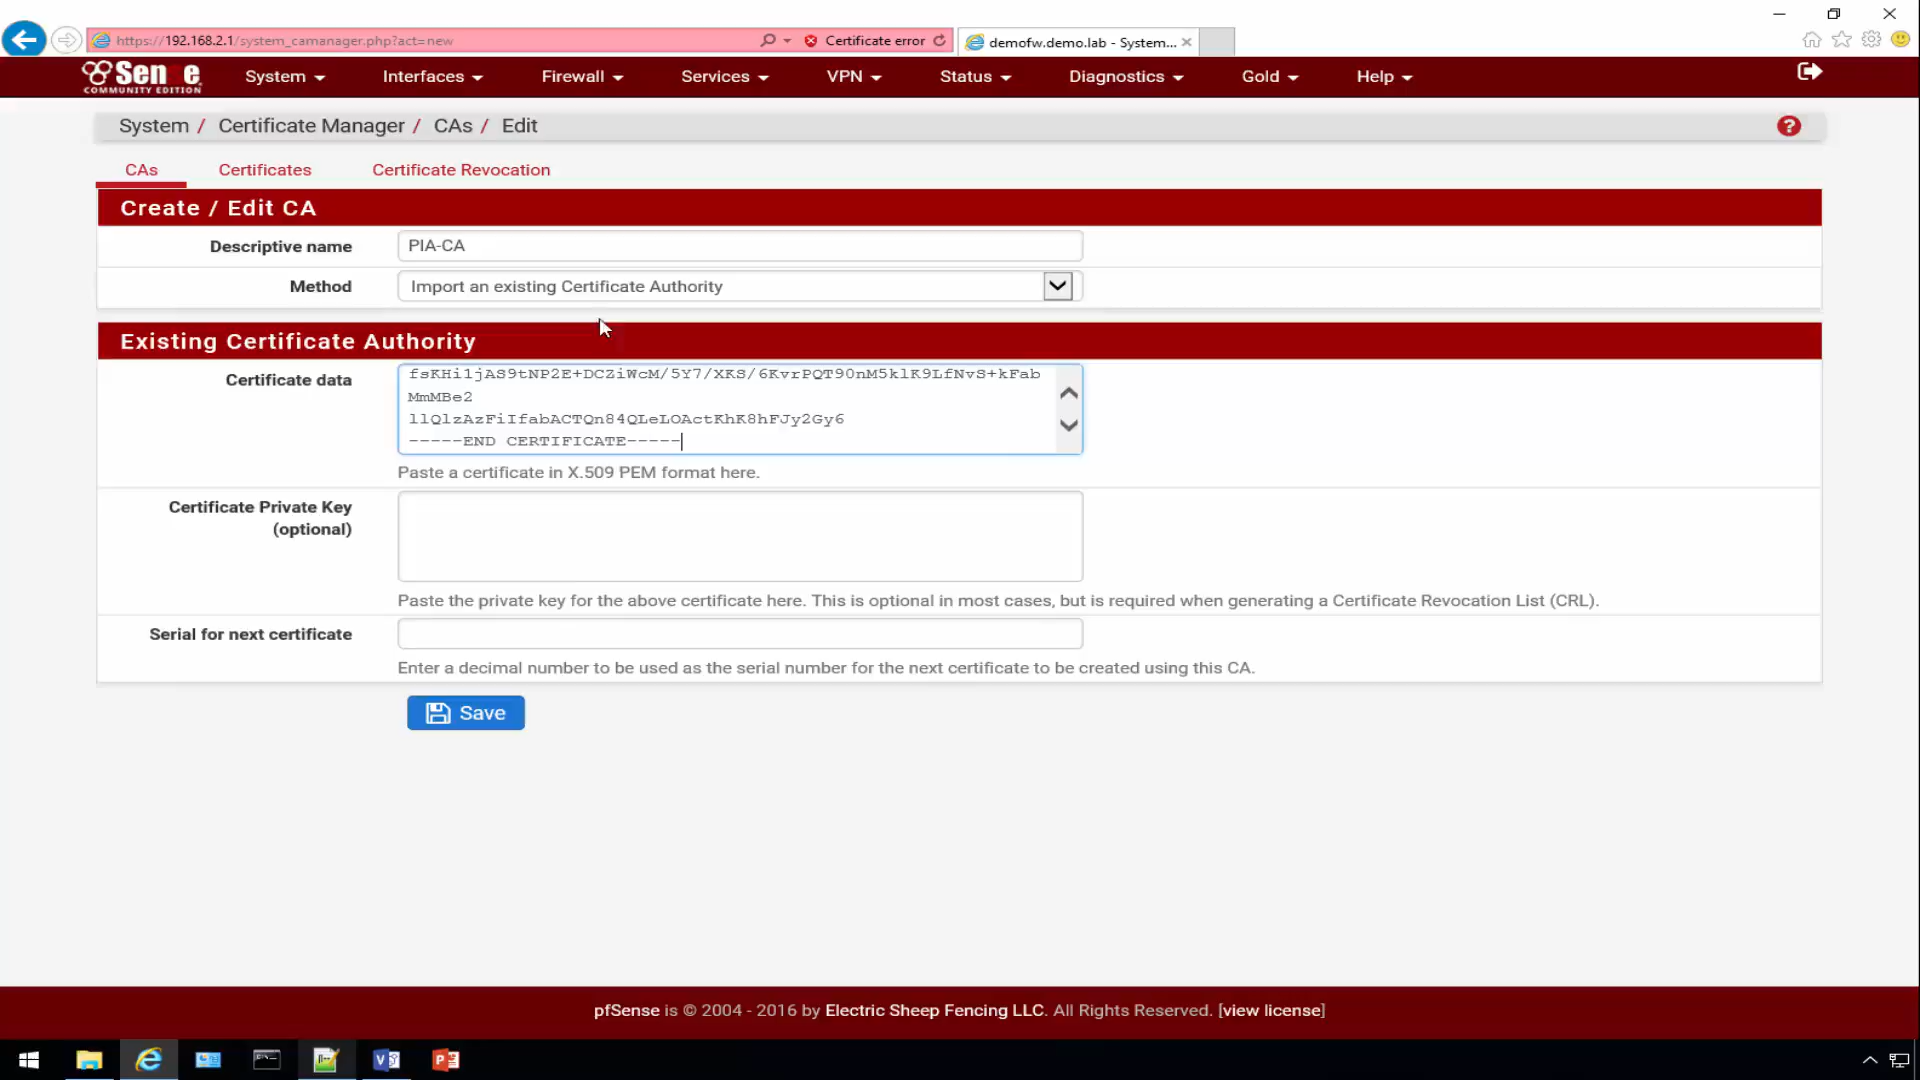 https://192.168.2.1/system_camanager.php?act=new
Certificate error
demofw.demo.lab - System...
Sense
COMMUNITY EDITION
System
Interfaces
Firewall
Services
VPN
Status
Diagnostics
Gold
Help
System / Certificate Manager / CAs / Edit
?
CAs
Certificates
Certificate Revocation
Create / Edit CA
Descriptive name
PIA-CA
Method
Import an existing Certificate Authority
Existing Certificate Authority
Certificate data
fsKHi1jAS9tNP2E+DCZiWcM/5Y7/XKS/6KvrPQT90nM5klK9LfNvS+kFab
MmMBe2
llQlzAzFiIfabACTQn84QLeLOActKhK8hFJy2Gy6
-----END CERTIFICATE-----
Paste a certificate in X.509 PEM format here.
Certificate Private Key
(optional)
Paste the private key for the above certificate here. This is optional in most cases, but is required when generating a Certificate Revocation List (CRL).
Serial for next certificate
Enter a decimal number to be used as the serial number for the next certificate to be created using this CA.
Save
pfSense is © 2004 - 2016 by Electric Sheep Fencing LLC. All Rights Reserved. [view license]